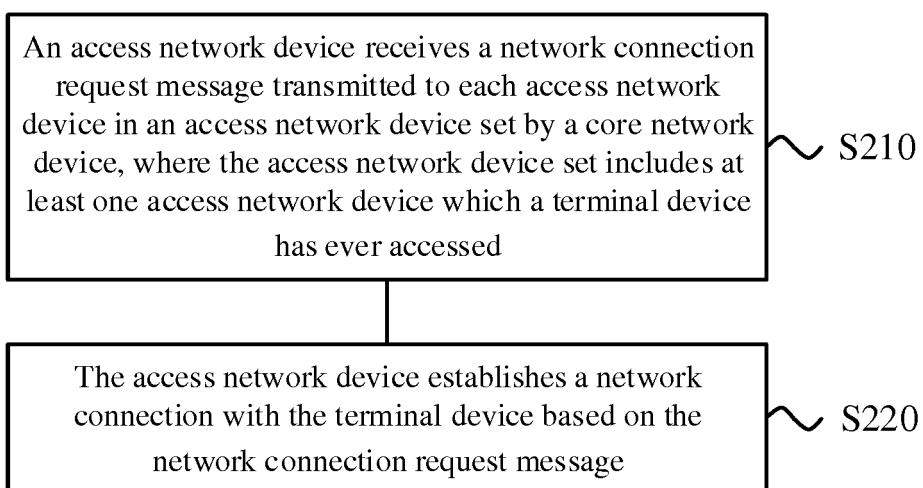 An access network device receives a network connection
request message transmitted to each access network
device in an access network device set by a core network
device, where the access network device set includes at
least one access network device which a terminal device
has ever accessed
S210
The access network device establishes a network
connection with the terminal device based on the
network connection request message
S220